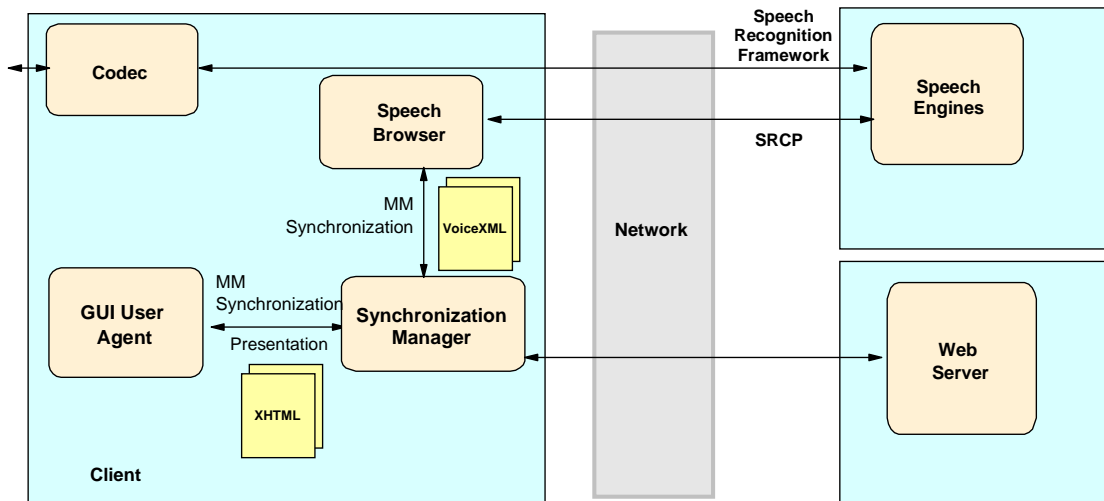 Codec
Speech
Browser
MM
Synchronization
VoiceXML
GUI User
Agent
MM
Synchronization
Presentation
XHTML
Synchronization
Manager
Client
Network
Speech
Recognition
Framework
SRCP
Speech
Engines
Web
Server